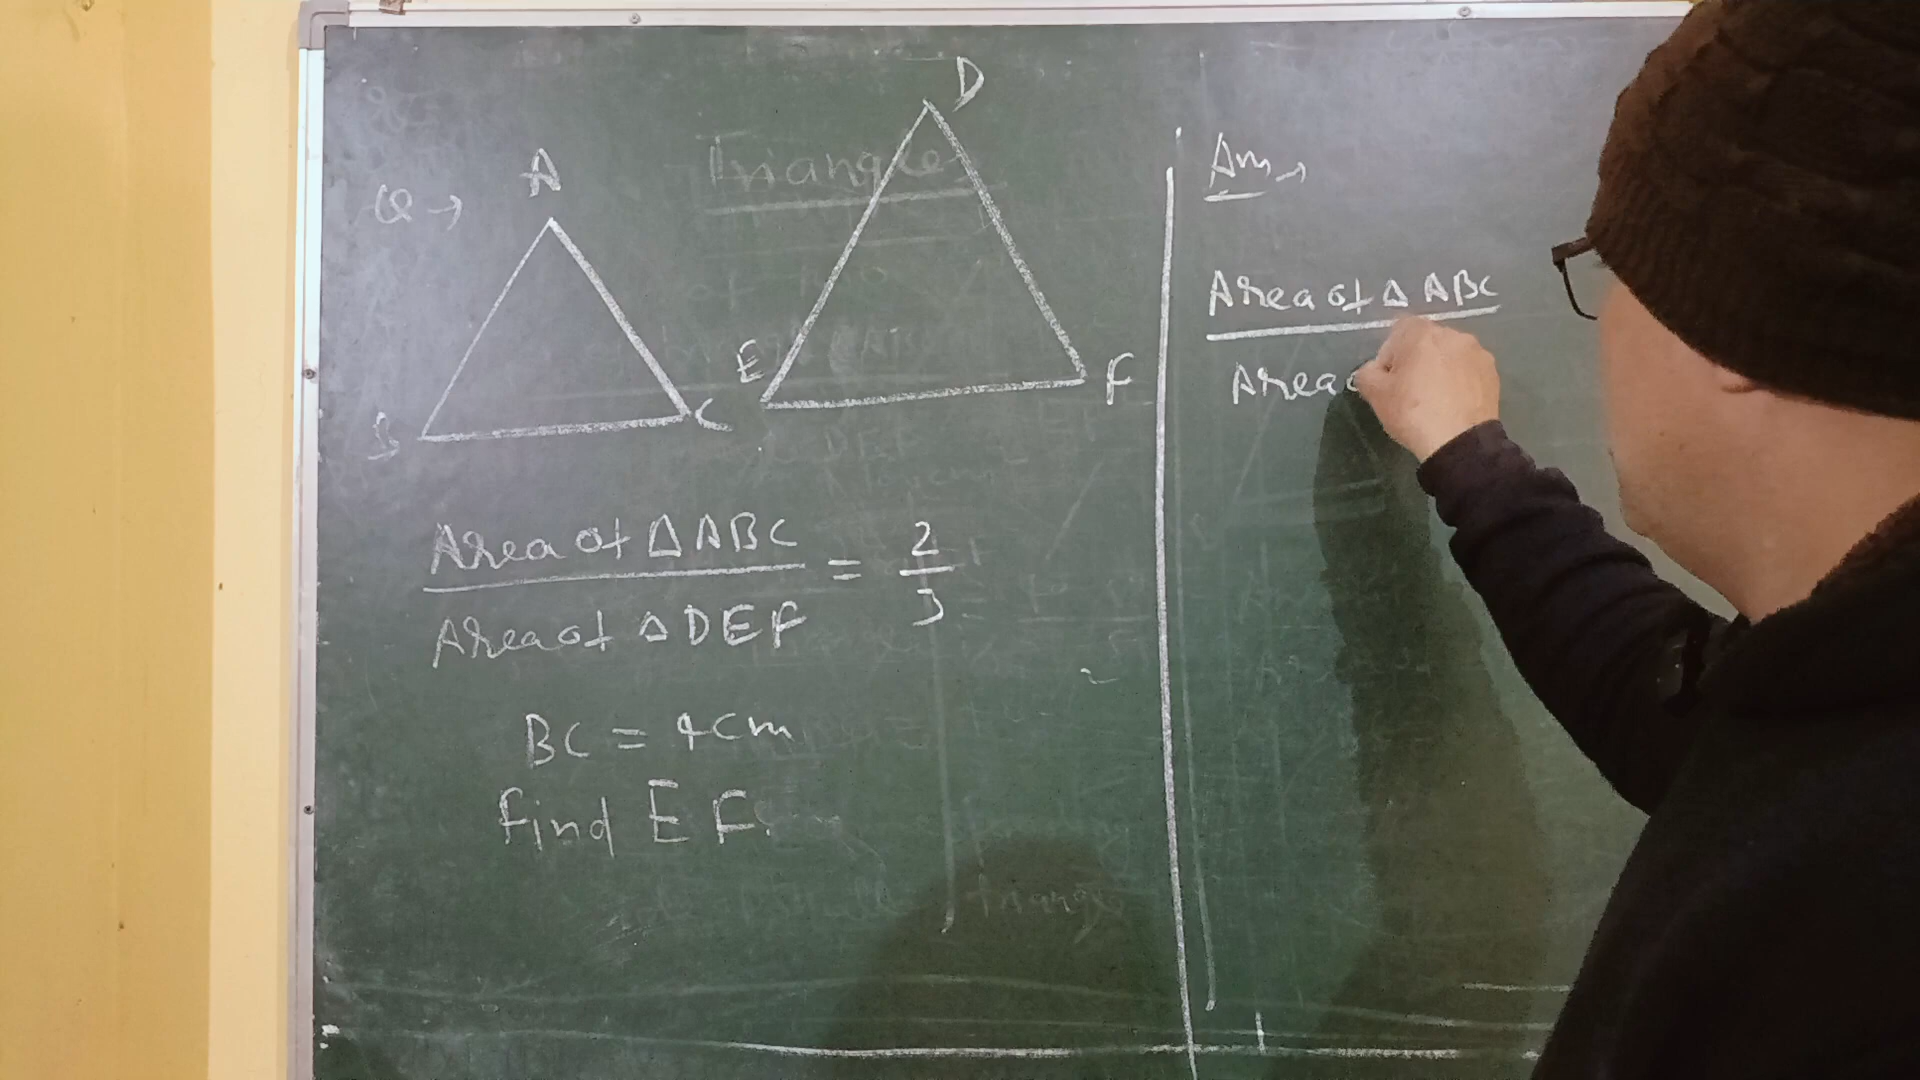 Q →
A
B
C
D
E
F
Triangle
Area of Δ ABC
Area of Δ DEF
= 2
3
BC = 4cm
find EF.
Ans →
Area of Δ ABC
Area